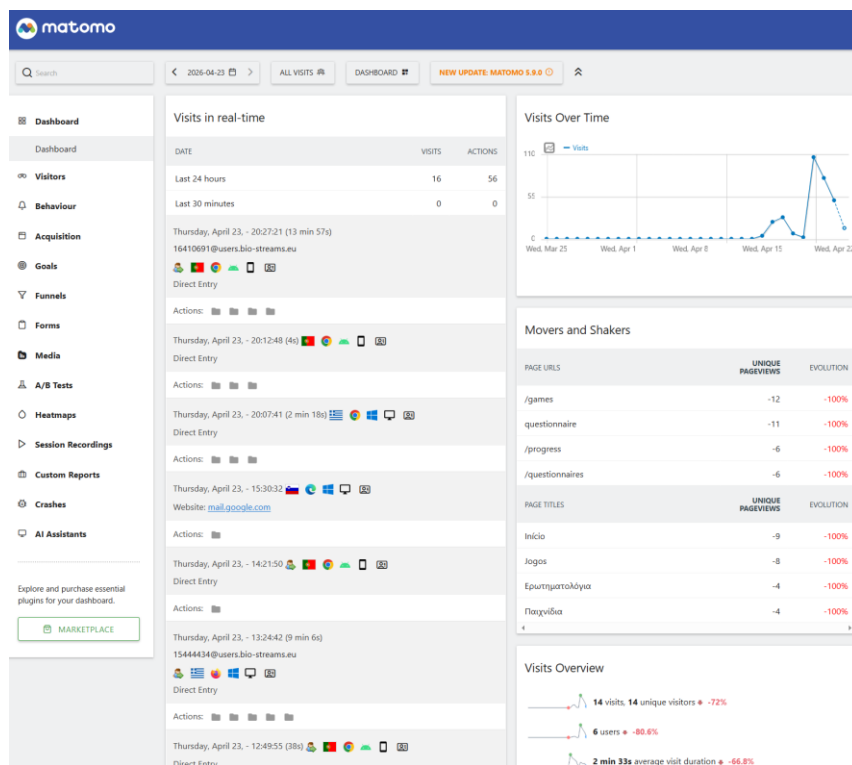 matomo
Search
2026-04-23
ALL VISITS
DASHBOARD
NEW UPDATE: MATOMO 5.9.0
Dashboard
Dashboard
Visitors
Behaviour
Acquisition
Goals
Funnels
Forms
Media
A/B Tests
Heatmaps
Session Recordings
Custom Reports
Crashes
AI Assistants
Explore and purchase essential
plugins for your dashboard.
MARKETPLACE
Visits in real-time
DATE VISITS ACTIONS
Last 24 hours 16 56
Last 30 minutes 0 0
Thursday, April 23, - 20:27:21 (13 min 57s)
16410691@users.bio-streams.eu
Direct Entry
Actions:
Thursday, April 23, - 20:12:48 (4s)
Direct Entry
Actions:
Thursday, April 23, - 20:07:41 (2 min 18s)
Direct Entry
Actions:
Thursday, April 23, - 15:30:32
Website: mail.google.com
Actions:
Thursday, April 23, - 14:21:50
Direct Entry
Actions:
Thursday, April 23, - 13:24:42 (9 min 6s)
15444434@users.bio-streams.eu
Direct Entry
Actions:
Thursday, April 23, - 12:49:55 (38s)
Direct Entry
Visits Over Time
Visits
110
55
0
Wed, Mar 25 Wed, Apr 1 Wed, Apr 8 Wed, Apr 15 Wed, Apr 22
Movers and Shakers
PAGE URLS UNIQUE PAGEVIEWS EVOLUTION
/games -12 -100%
questionnaire -11 -100%
/progress -6 -100%
/questionnaires -6 -100%
PAGE TITLES UNIQUE PAGEVIEWS EVOLUTION
Início -9 -100%
Jogos -8 -100%
Ερωτηματολόγια -4 -100%
Παιχνίδια -4 -100%
Visits Overview
14 visits, 14 unique visitors -72%
6 users -80.6%
2 min 33s average visit duration -66.8%